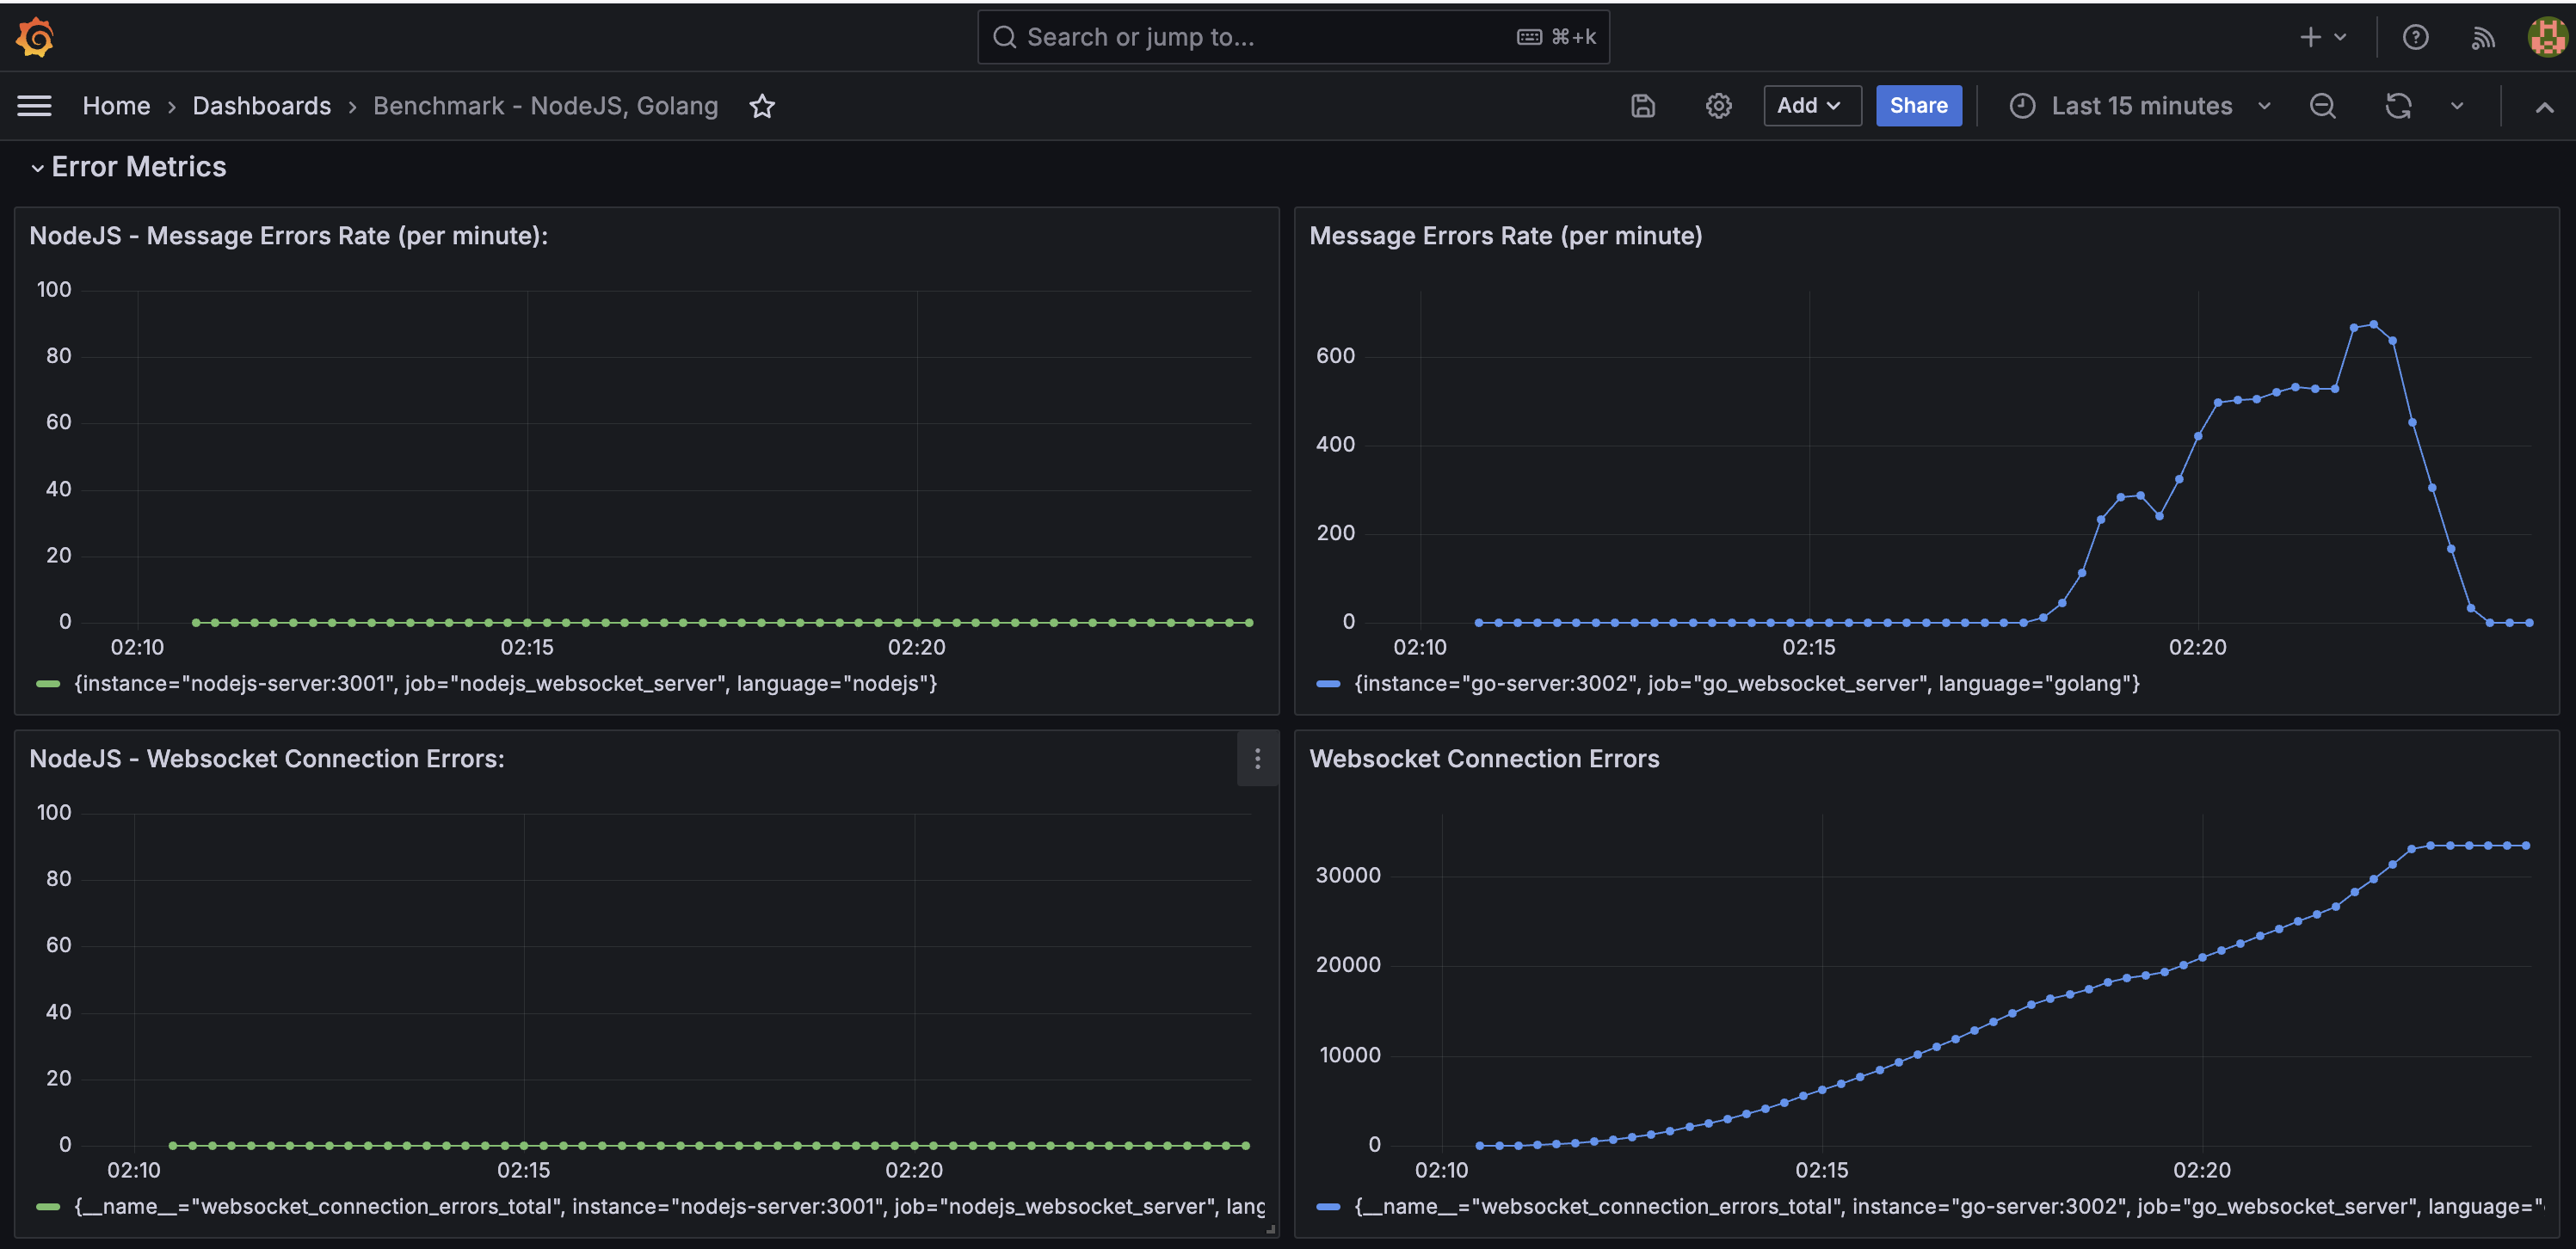 Search or jump to...
⌘+k
Home › Dashboards › Benchmark - NodeJS, Golang
Add
Share
Last 15 minutes
Error Metrics
NodeJS - Message Errors Rate (per minute):
100
80
60
40
20
0
02:10 02:15 02:20
{instance="nodejs-server:3001", job="nodejs_websocket_server", language="nodejs"}
Message Errors Rate (per minute)
600
400
200
0
02:10 02:15 02:20
{instance="go-server:3002", job="go_websocket_server", language="golang"}
NodeJS - Websocket Connection Errors:
100
80
60
40
20
0
02:10 02:15 02:20
{__name__="websocket_connection_errors_total", instance="nodejs-server:3001", job="nodejs_websocket_server", lang
Websocket Connection Errors
30000
20000
10000
0
02:10 02:15 02:20
{__name__="websocket_connection_errors_total", instance="go-server:3002", job="go_websocket_server", language="